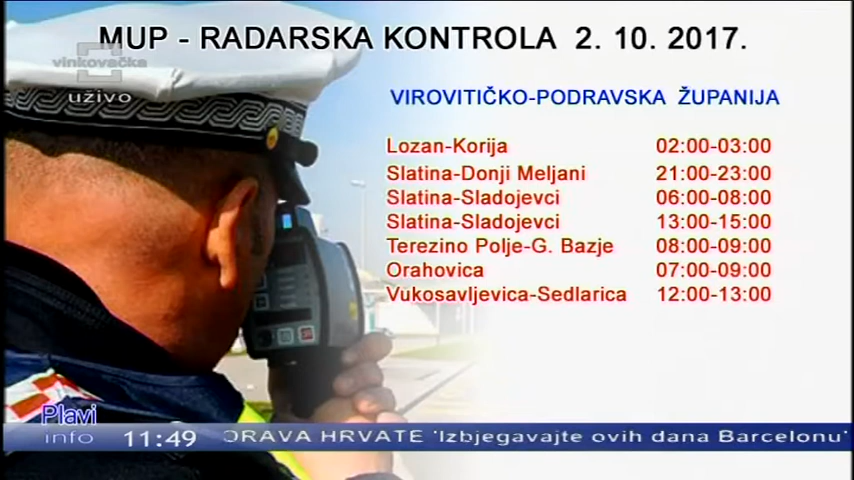 MUP - RADARSKA KONTROLA 2. 10. 2017.
vinkovačka
uživo
VIROVITIČKO-PODRAVSKA ŽUPANIJA
Lozan-Korija 02:00-03:00
Slatina-Donji Meljani 21:00-23:00
Slatina-Sladojevci 06:00-08:00
Slatina-Sladojevci 13:00-15:00
Terezino Polje-G. Bazje 08:00-09:00
Orahovica 07:00-09:00
Vukosavljevica-Sedlarica 12:00-13:00
Plavi
info 11:49 ORAVA HRVATE 'Izbjegavajte ovih dana Barcelonu'